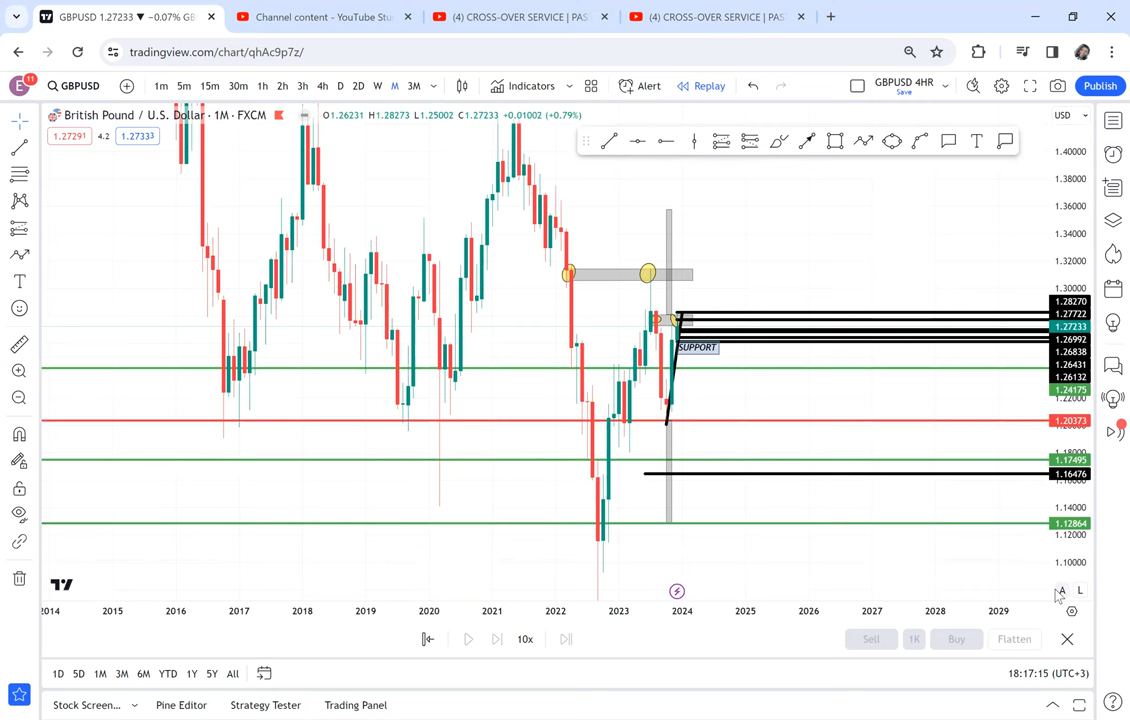 GBPUSD 1.27233 ▼ −0.07% GB
Channel content - YouTube Stu
(4) CROSS-OVER SERVICE | PAS
(4) CROSS-OVER SERVICE | PAS
tradingview.com/chart/qhAc9p7z/
E 11 GBPUSD 1m 5m 15m 30m 1h 2h 3h 4h D 2D W M 3M Indicators Alert Replay GBPUSD 4HR Save Publish
British Pound / U.S. Dollar · 1M · FXCM O1.26231 H1.28273 L1.25002 C1.27233 +0.01002 (+0.79%) USD
1.27291 4.2 1.27333
1.40000
1.38000
1.36000
1.34000
1.32000
1.30000
1.28270
1.27722
1.27233
1.26992
SUPPORT
1.26838
1.26431
1.26132
1.24175
1.22000
1.20373
1.17495
1.16476
1.14000
1.12864
1.10000
A L
2014 2015 2016 2017 2018 2019 2020 2021 2022 2023 2024 2025 2026 2027 2028 2029
10x Sell 1K Buy Flatten
1D 5D 1M 3M 6M YTD 1Y 5Y All 18:17:15 (UTC+3)
Stock Screen... Pine Editor Strategy Tester Trading Panel